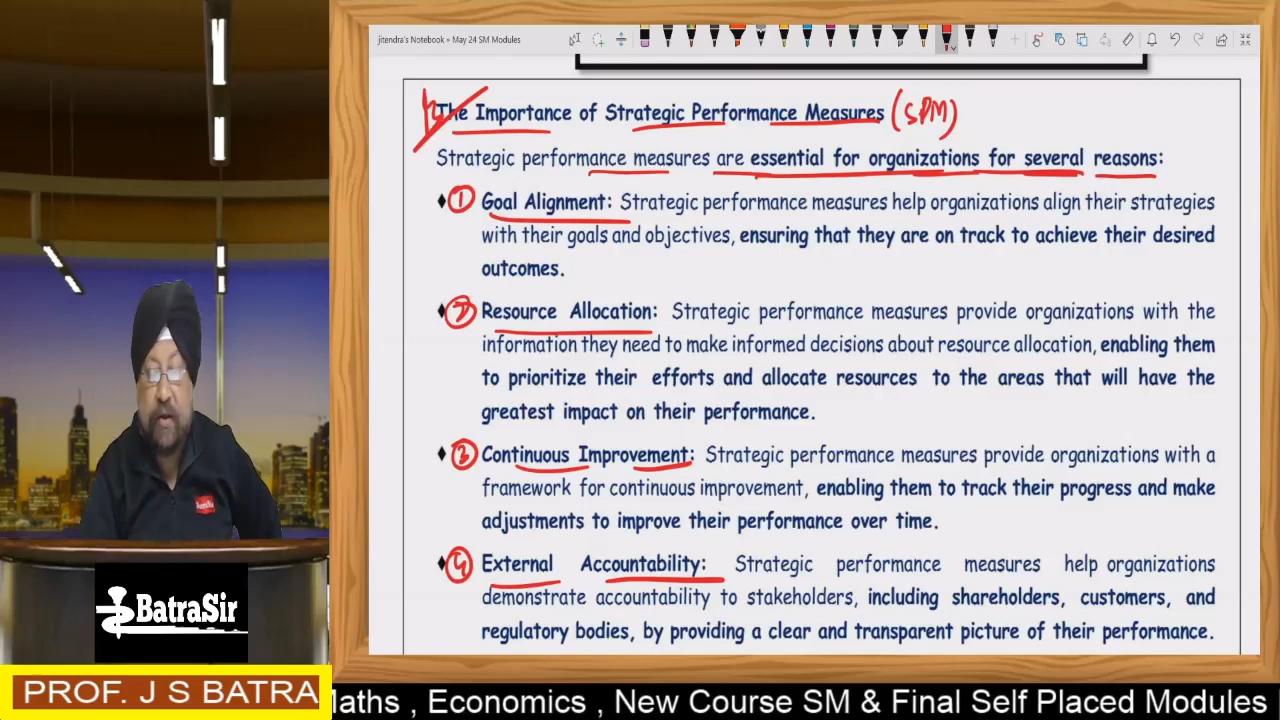 jitendra's Notebook » May 24 SM Modules
The Importance of Strategic Performance Measures (SPM)
Strategic performance measures are essential for organizations for several reasons:
♦ 1 Goal Alignment: Strategic performance measures help organizations align their strategies
with their goals and objectives, ensuring that they are on track to achieve their desired
outcomes.
♦ 2 Resource Allocation: Strategic performance measures provide organizations with the
information they need to make informed decisions about resource allocation, enabling them
to prioritize their efforts and allocate resources to the areas that will have the
greatest impact on their performance.
♦ 3 Continuous Improvement: Strategic performance measures provide organizations with a
framework for continuous improvement, enabling them to track their progress and make
adjustments to improve their performance over time.
♦ 4 External Accountability: Strategic performance measures help organizations
demonstrate accountability to stakeholders, including shareholders, customers, and
regulatory bodies, by providing a clear and transparent picture of their performance.
BatraSir
PROF. J S BATRA
Maths , Economics , New Course SM & Final Self Placed Modules